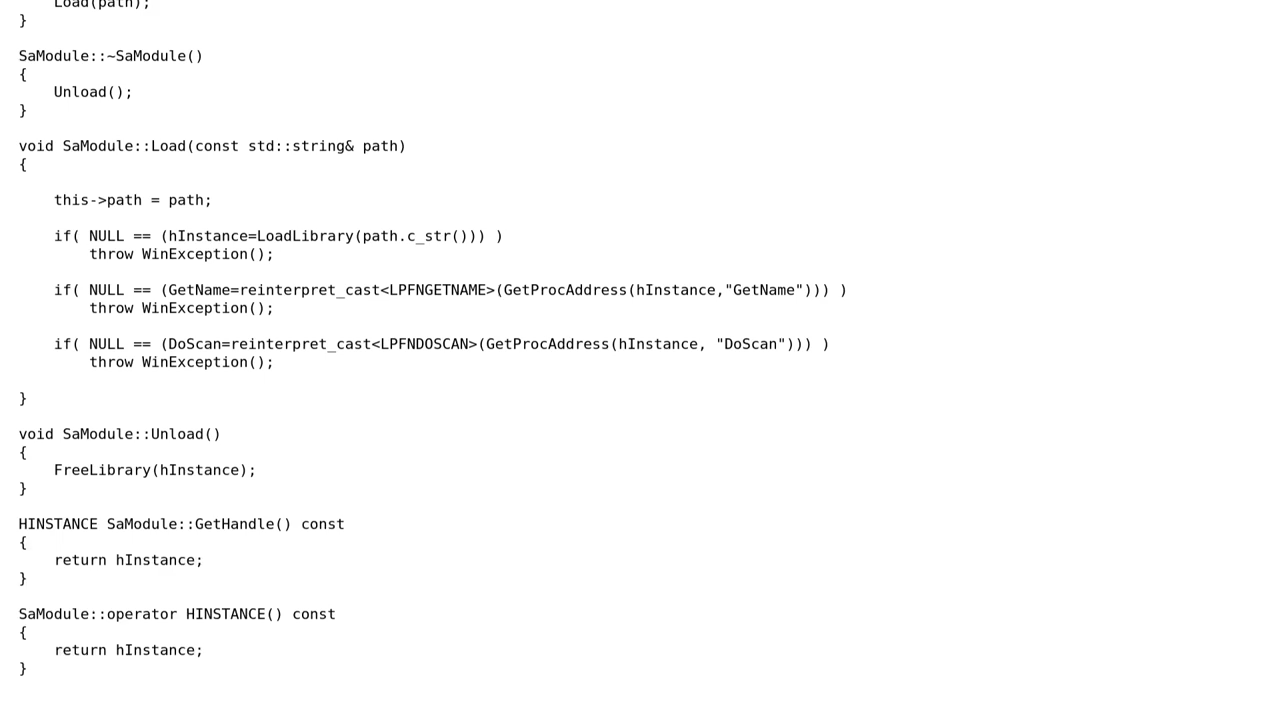 Load(path);
}

SaModule::~SaModule()
{
    Unload();
}

void SaModule::Load(const std::string& path)
{

    this->path = path;

    if( NULL == (hInstance=LoadLibrary(path.c_str())) )
        throw WinException();

    if( NULL == (GetName=reinterpret_cast<LPFNGETNAME>(GetProcAddress(hInstance,"GetName"))) )
        throw WinException();

    if( NULL == (DoScan=reinterpret_cast<LPFNDOSCAN>(GetProcAddress(hInstance, "DoScan"))) )
        throw WinException();

}

void SaModule::Unload()
{
    FreeLibrary(hInstance);
}

HINSTANCE SaModule::GetHandle() const
{
    return hInstance;
}

SaModule::operator HINSTANCE() const
{
    return hInstance;
}